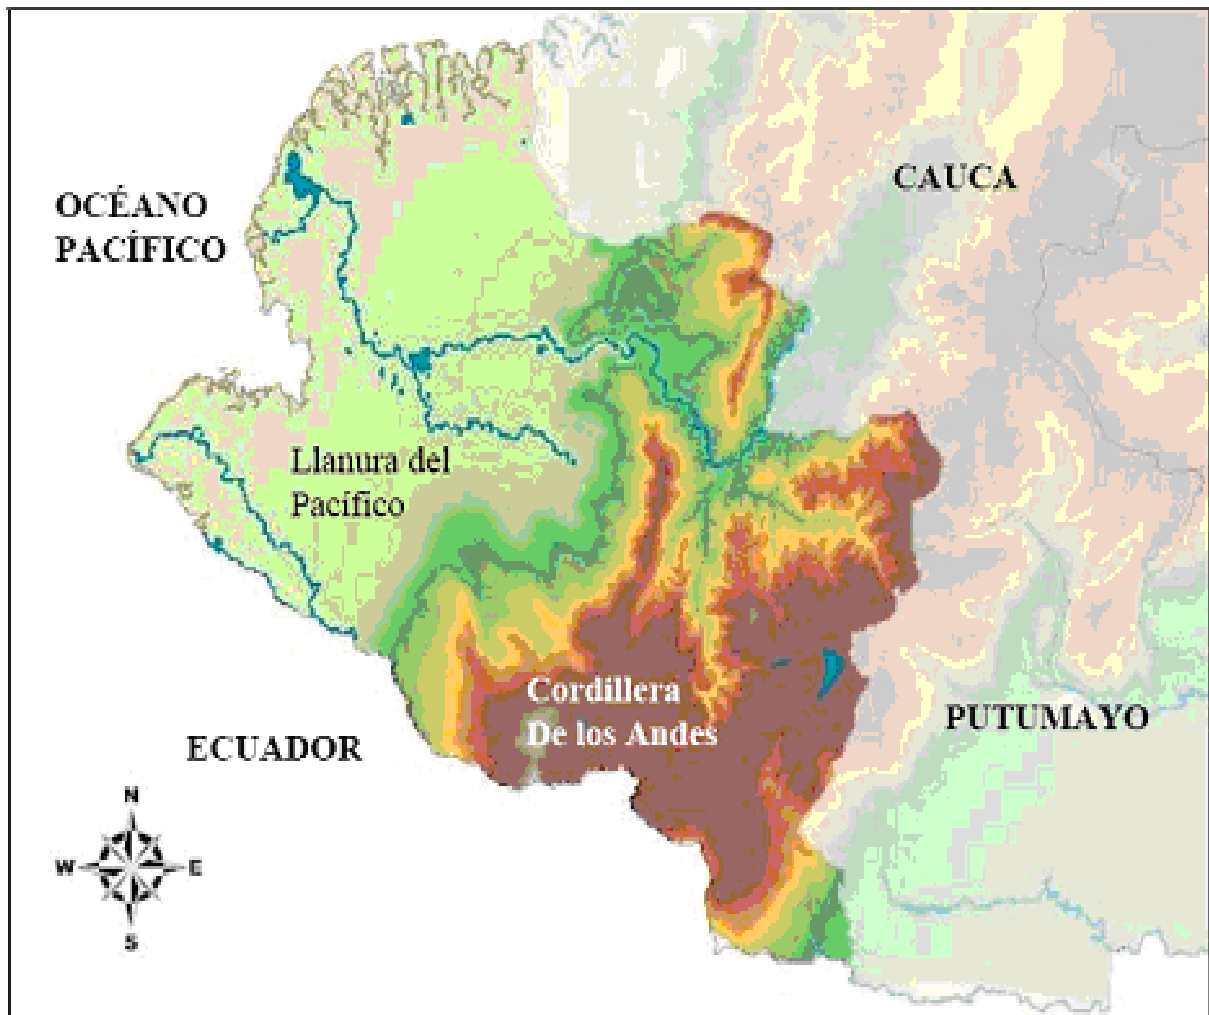 CAUCA
OCÉANO
PACÍFICO
Llanura del
Pacífico
Cordillera
De los Andes
PUTUMAYO
ECUADOR
N
W E
S